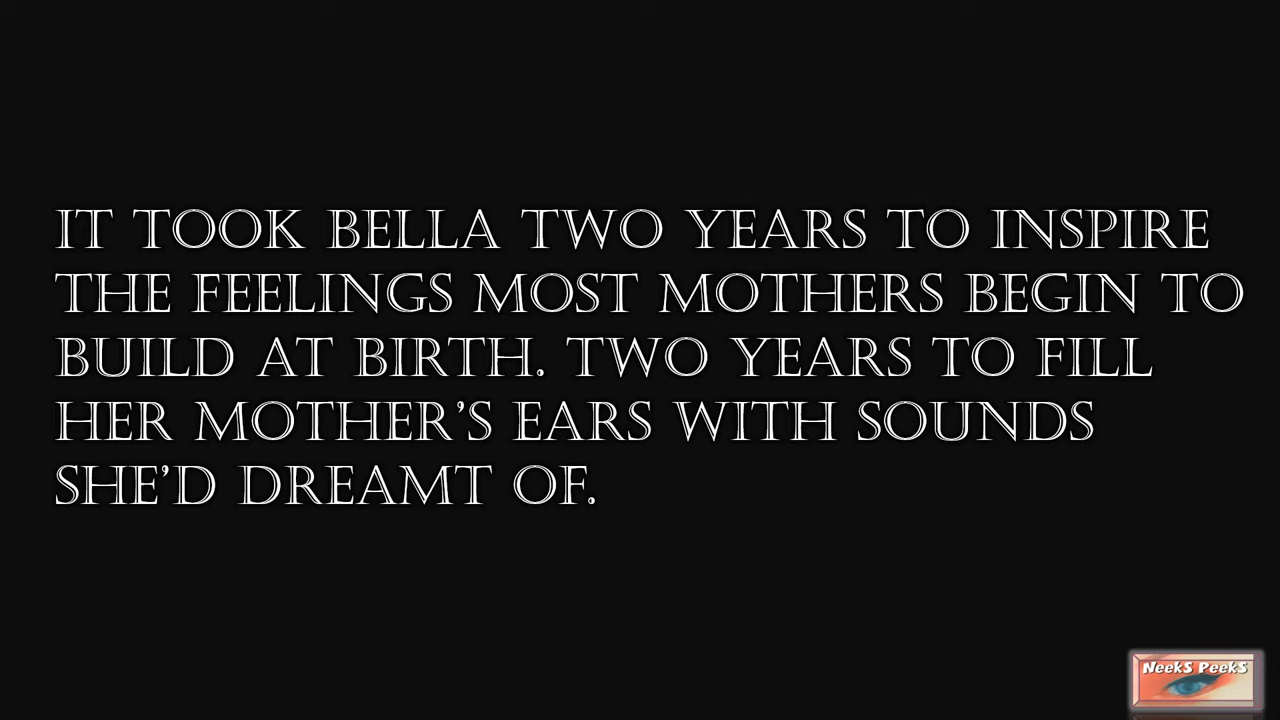 IT TOOK BELLA TWO YEARS TO INSPIRE
THE FEELINGS MOST MOTHERS BEGIN TO
BUILD AT BIRTH. TWO YEARS TO FILL
HER MOTHER'S EARS WITH SOUNDS
SHE'D DREAMT OF.
NeekS PeekS